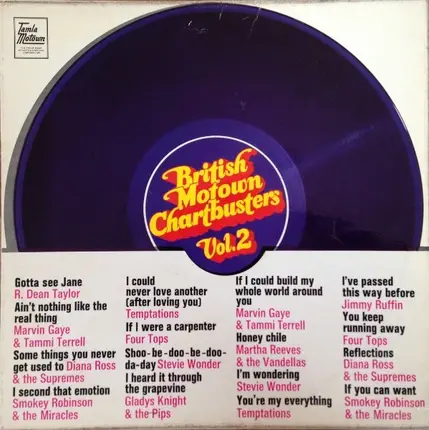 Tamla
Motown
British
Motown
Chartbusters
Vol.2
Gotta see Jane
R. Dean Taylor
Ain't nothing like the
real thing
Marvin Gaye
& Tammi Terrell
Some things you never
get used to Diana Ross
& the Supremes
I second that emotion
Smokey Robinson
& the Miracles
I could
never love another
(after loving you)
Temptations
If I were a carpenter
Four Tops
Shoo-be-doo-be-doo-
da-day Stevie Wonder
I heard it through
the grapevine
Gladys Knight
& the Pips
If I could build my
whole world around
you
Marvin Gaye
& Tammi Terrell
Honey chile
Martha Reeves
& the Vandellas
I'm wondering
Stevie Wonder
You're my everything
Temptations
I've passed
this way before
Jimmy Ruffin
You keep
running away
Four Tops
Reflections
Diana Ross
& the Supremes
If you can want
Smokey Robinson
& the Miracles